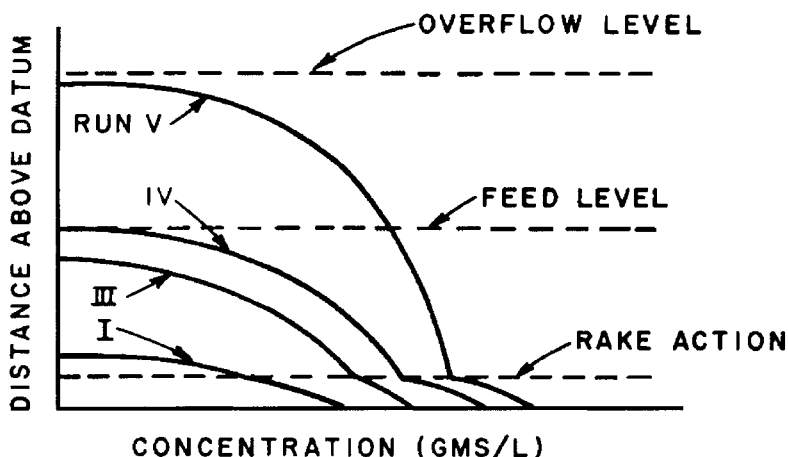 OVERFLOW LEVEL
RUN V
IV
FEED LEVEL
III
I
RAKE ACTION
DISTANCE ABOVE DATUM
CONCENTRATION (GMS/L)